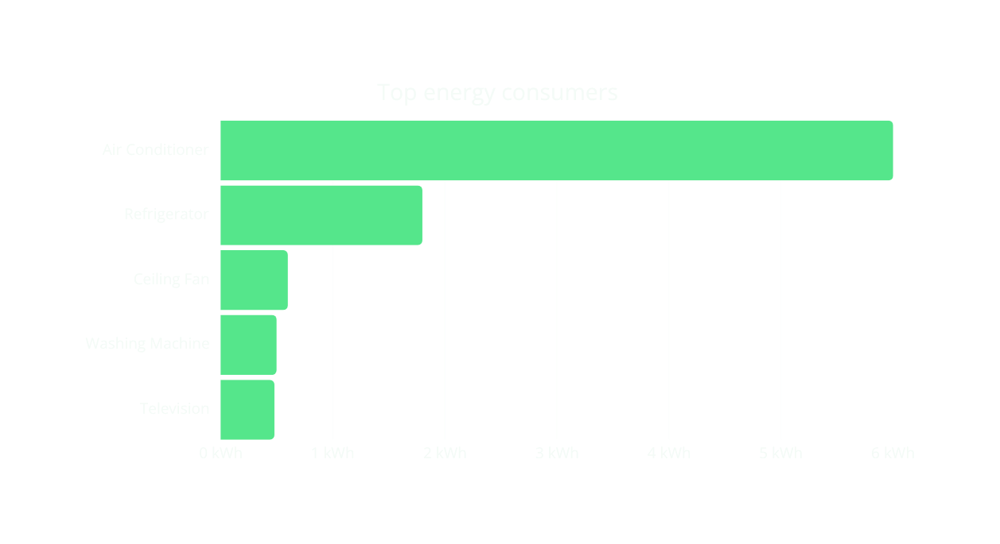 Top energy consumers
Air Conditioner
Refrigerator
Ceiling Fan
Washing Machine
Television
0 kWh 1 kWh 2 kWh 3 kWh 4 kWh 5 kWh 6 kWh